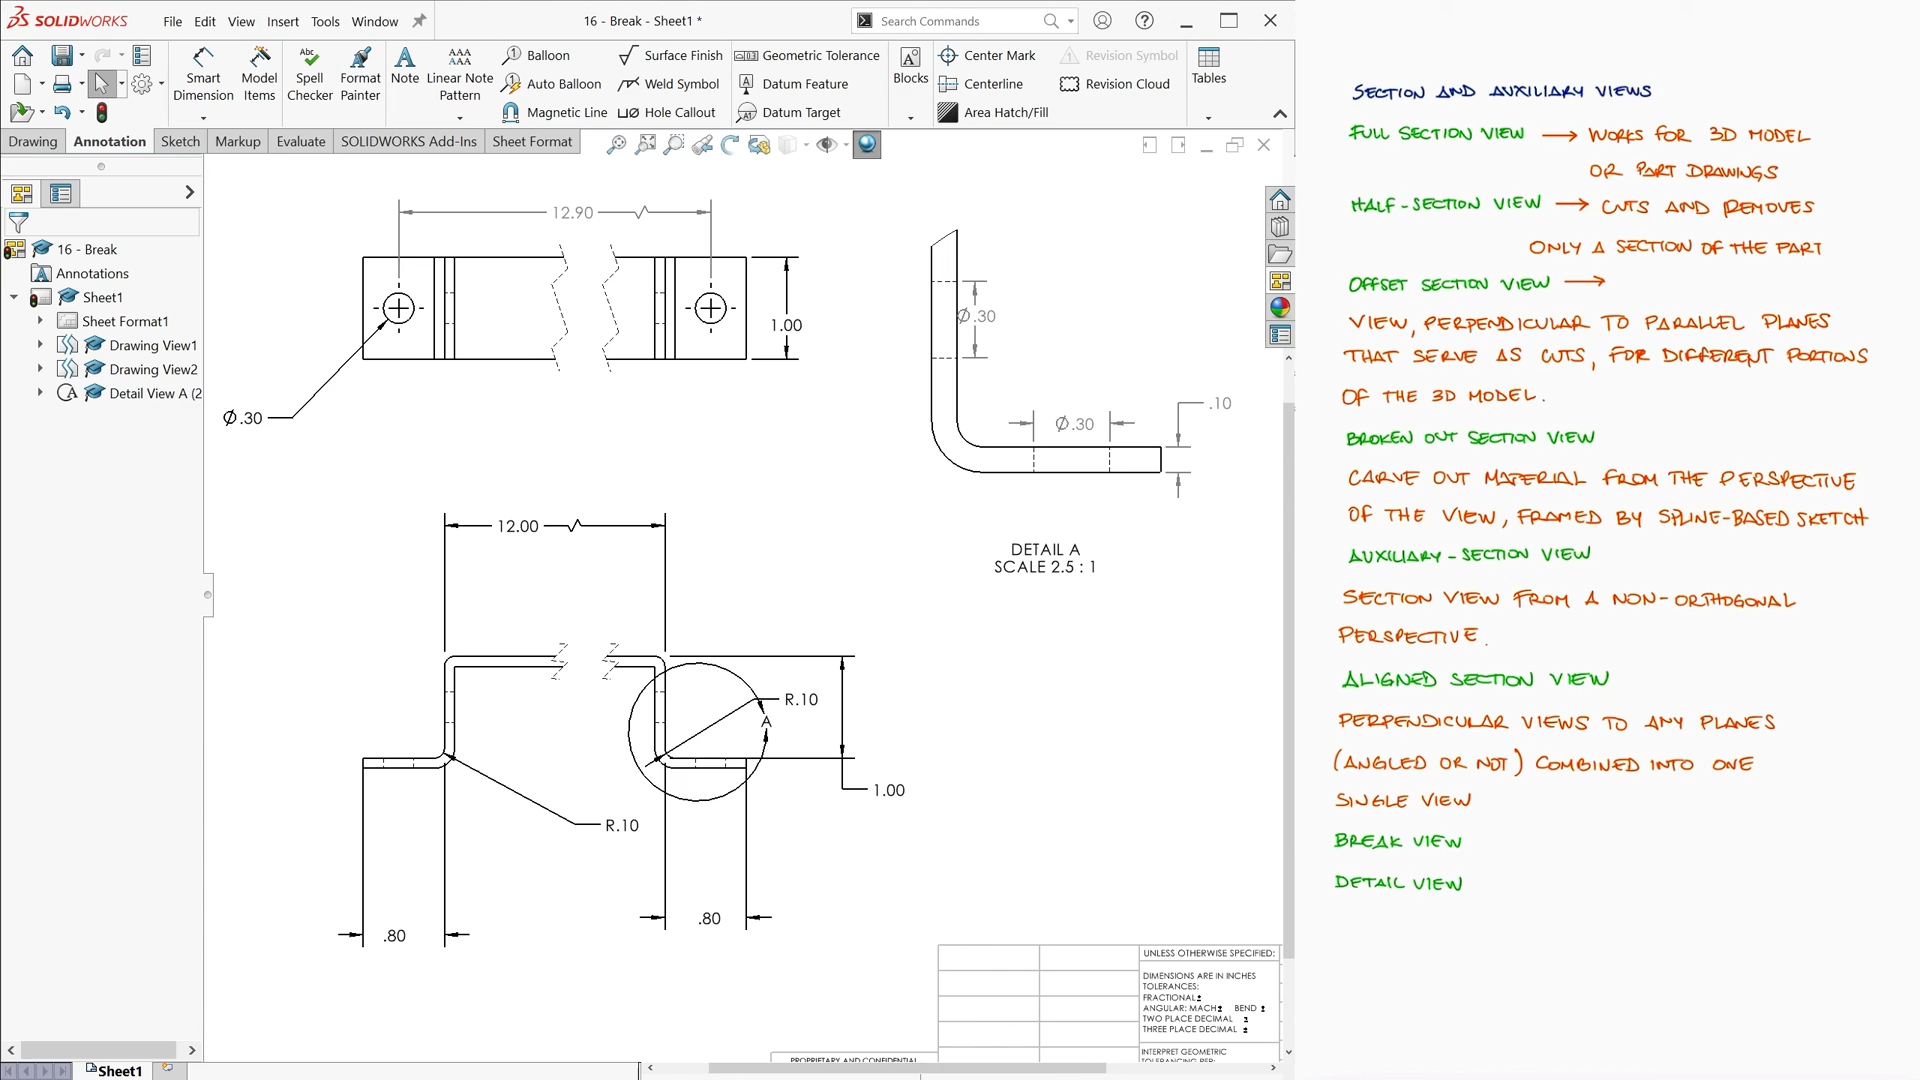 SOLIDWORKS
File Edit View Insert Tools Window
16 - Break - Sheet1 *
Search Commands
Smart Dimension
Model Items
Spell Checker
Format Painter
Note
Linear Note Pattern
Balloon
Auto Balloon
Magnetic Line
Surface Finish
Weld Symbol
Hole Callout
Geometric Tolerance
Datum Feature
Datum Target
Blocks
Center Mark
Centerline
Area Hatch/Fill
Revision Symbol
Revision Cloud
Tables
Drawing Annotation Sketch Markup Evaluate SOLIDWORKS Add-Ins Sheet Format
16 - Break
Annotations
Sheet1
Sheet Format1
Drawing View1
Drawing View2
Detail View A (2
12.90
1.00
Ø.30
Ø.30
.10
Ø.30
DETAIL A
SCALE 2.5 : 1
12.00
R.10
A
1.00
R.10
.80
.80
UNLESS OTHERWISE SPECIFIED:
DIMENSIONS ARE IN INCHES
TOLERANCES:
FRACTIONAL±
ANGULAR: MACH± BEND ±
TWO PLACE DECIMAL ±
THREE PLACE DECIMAL ±
INTERPRET GEOMETRIC
TOLERANCING PER:
PROPRIETARY AND CONFIDENTIAL
Sheet1
SECTION AND AUXILIARY VIEWS
FULL SECTION VIEW → WORKS FOR 3D MODEL
OR PART DRAWINGS
HALF-SECTION VIEW → CUTS AND REMOVES
ONLY A SECTION OF THE PART
OFFSET SECTION VIEW →
VIEW, PERPENDICULAR TO PARALLEL PLANES
THAT SERVE AS CUTS, FOR DIFFERENT PORTIONS
OF THE 3D MODEL.
BROKEN OUT SECTION VIEW
CARVE OUT MATERIAL FROM THE PERSPECTIVE
OF THE VIEW, FRAMED BY SPLINE-BASED SKETCH
AUXILIARY-SECTION VIEW
SECTION VIEW FROM A NON-ORTHOGONAL
PERSPECTIVE.
ALIGNED SECTION VIEW
PERPENDICULAR VIEWS TO ANY PLANES
(ANGLED OR NOT) COMBINED INTO ONE
SINGLE VIEW
BREAK VIEW
DETAIL VIEW